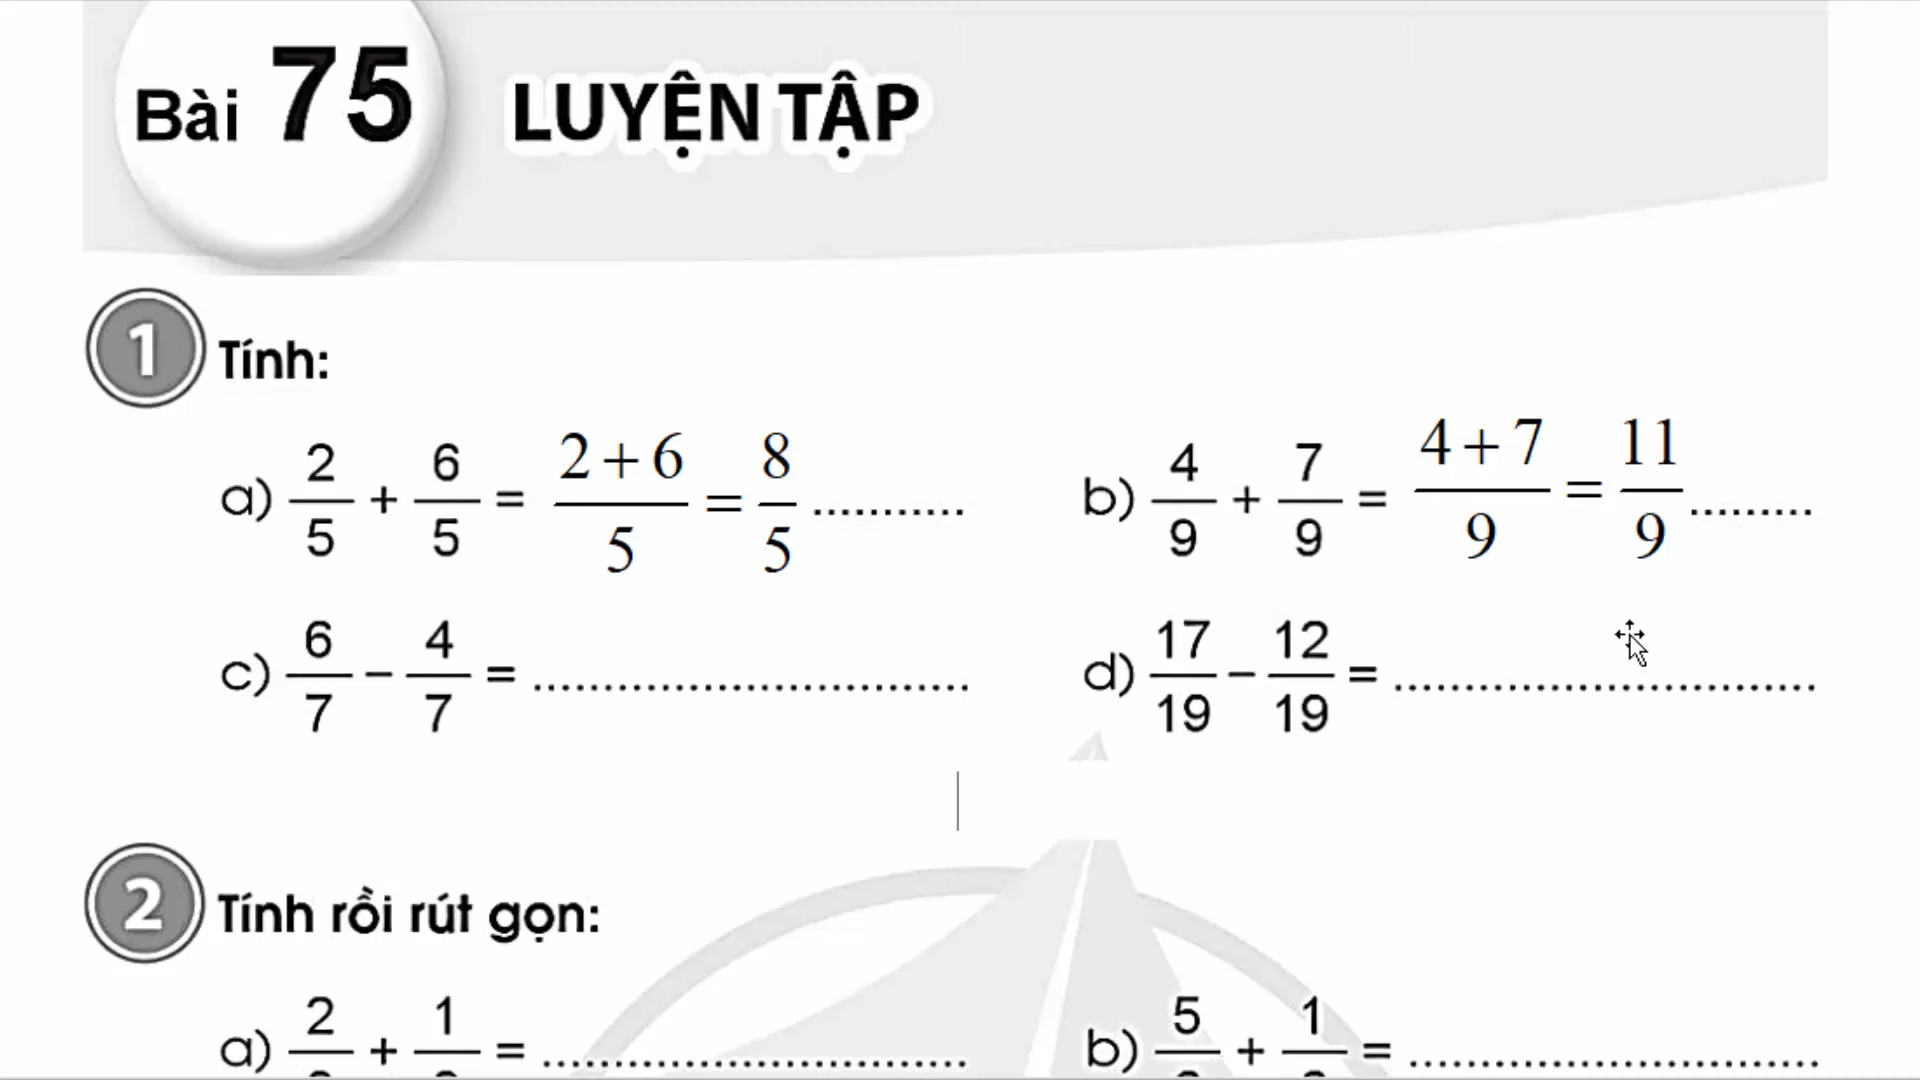 Bài 75 LUYỆN TẬP
1 Tính:
a) 2/5 + 6/5 = (2+6)/5 = 8/5 ...........
b) 4/9 + 7/9 = (4+7)/9 = 11/9 .........
c) 6/7 − 4/7 = ................................
d) 17/19 − 12/19 = ...............................
2 Tính rồi rút gọn:
a) 2/ + 1/ = ...............................
b) 5/ + 1/ = ...............................